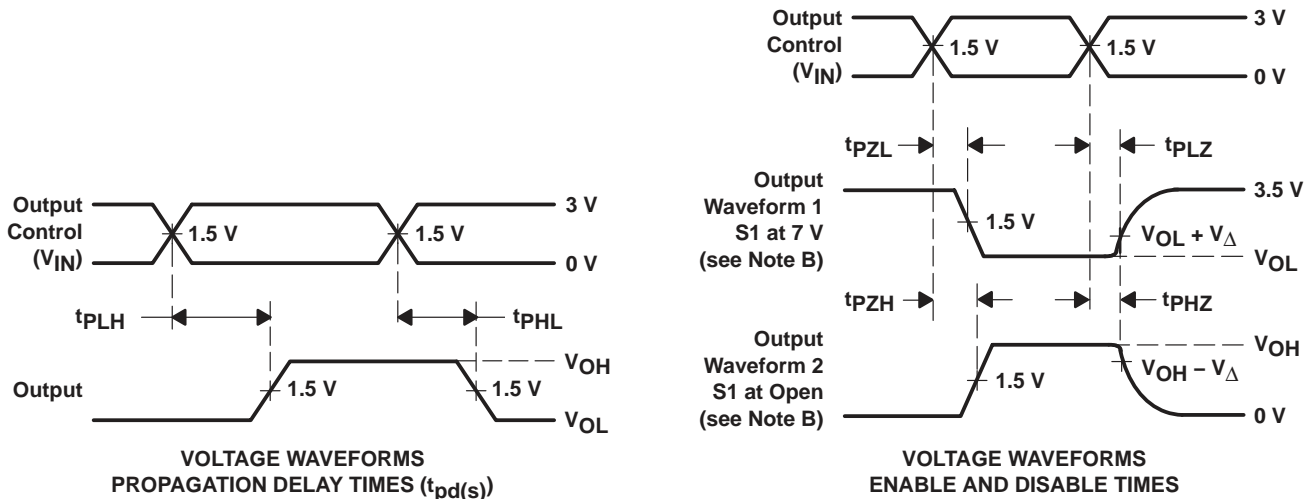 Output
Control
(VIN)
1.5 V
1.5 V
3 V
0 V
tPLH
tPHL
Output
1.5 V
1.5 V
VOH
VOL
VOLTAGE WAVEFORMS
PROPAGATION DELAY TIMES (tpd(s))
Output
Control
(VIN)
1.5 V
1.5 V
3 V
0 V
tPZL
tPLZ
Output
Waveform 1
S1 at 7 V
(see Note B)
1.5 V
3.5 V
VOL + VΔ
VOL
tPZH
tPHZ
Output
Waveform 2
S1 at Open
(see Note B)
1.5 V
VOH
VOH − VΔ
0 V
VOLTAGE WAVEFORMS
ENABLE AND DISABLE TIMES